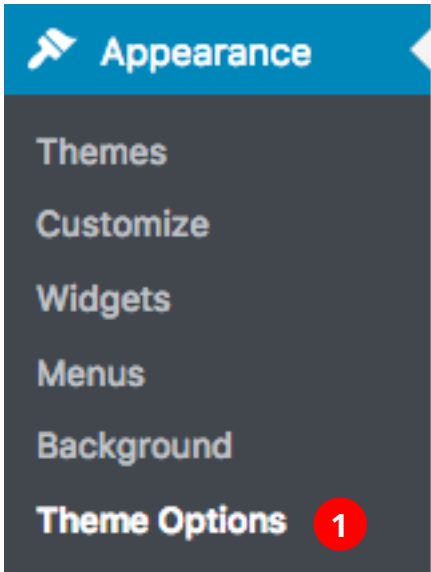 Appearance
Themes
Customize
Widgets
Menus
Background
Theme Options 1